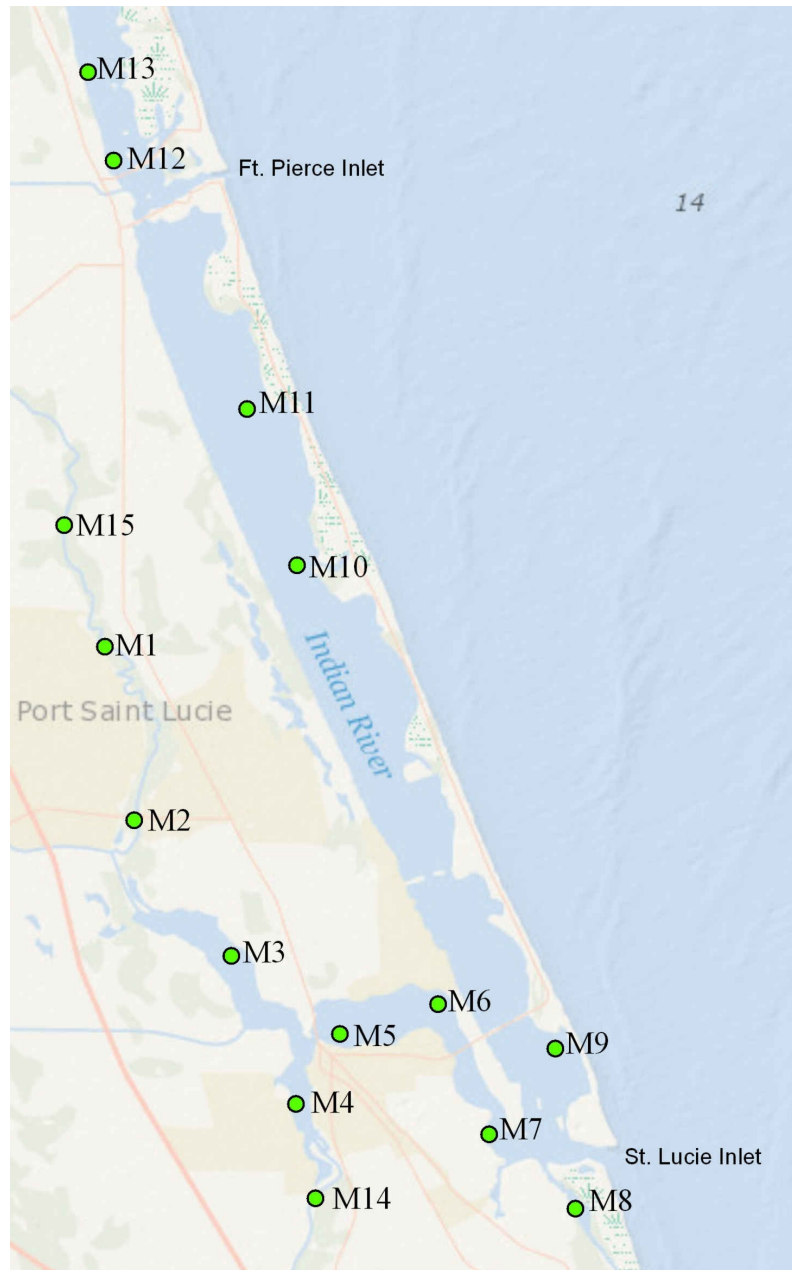 M13
M12
Ft. Pierce Inlet
14
M11
M15
M10
M1
Indian River
Port Saint Lucie
M2
M3
M6
M5
M9
M4
M7
St. Lucie Inlet
M14
M8